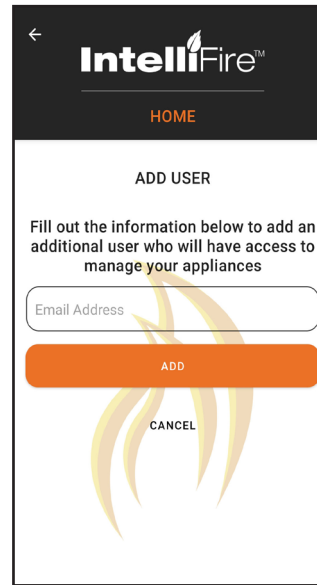 IntelliFire™
HOME
ADD USER
Fill out the information below to add an
additional user who will have access to
manage your appliances
Email Address
ADD
CANCEL